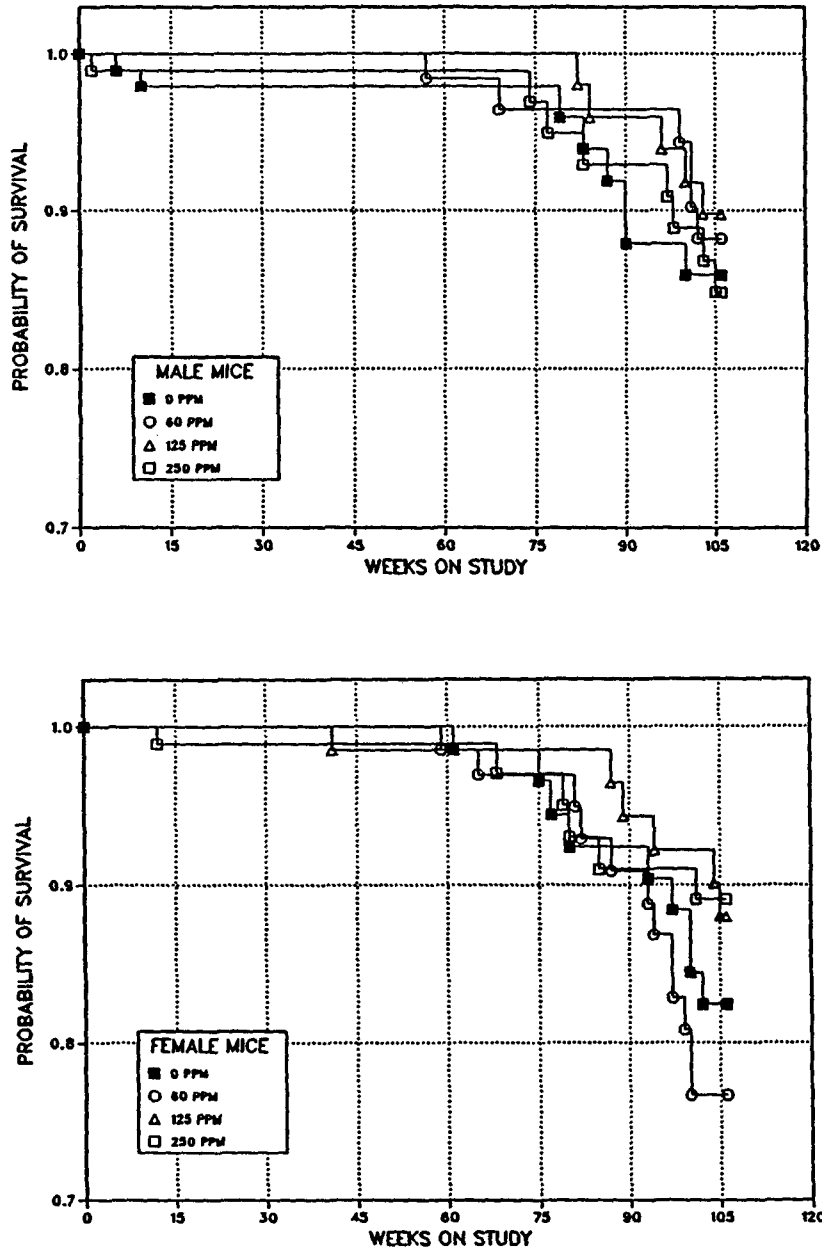 1.0
0.9
0.8
0.7
PROBABILITY OF SURVIVAL
MALE MICE
0 PPM
60 PPM
125 PPM
250 PPM
0 15 30 45 60 75 90 105 120
WEEKS ON STUDY
1.0
0.9
0.8
0.7
PROBABILITY OF SURVIVAL
FEMALE MICE
0 PPM
60 PPM
125 PPM
250 PPM
0 15 30 45 60 75 90 105 120
WEEKS ON STUDY